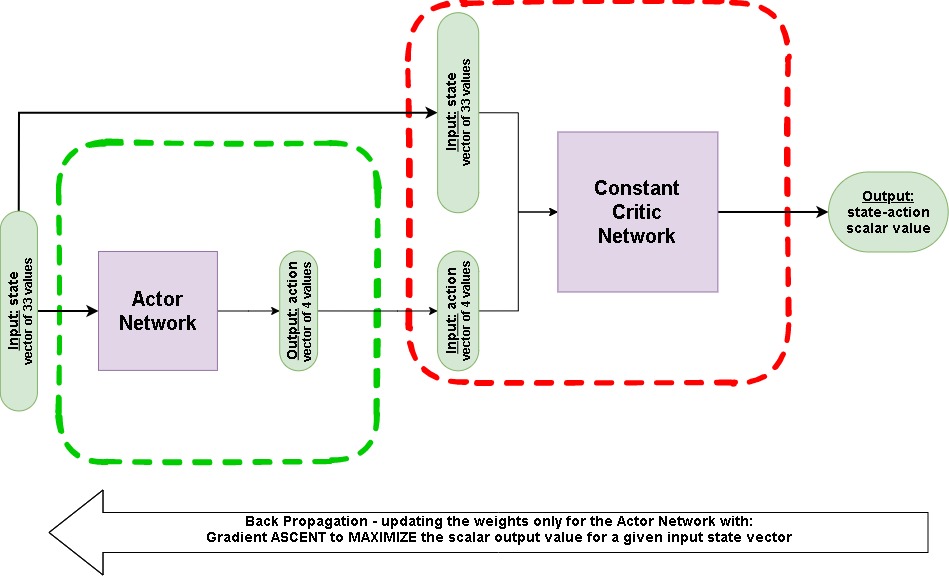 Input: state
vector of 33 values
Actor
Network
Output: action
vector of 4 values
Input: state
vector of 33 values
Input: action
vector of 4 values
Constant
Critic
Network
Output:
state-action
scalar value
Back Propagation - updating the weights only for the Actor Network with:
Gradient ASCENT to MAXIMIZE the scalar output value for a given input state vector